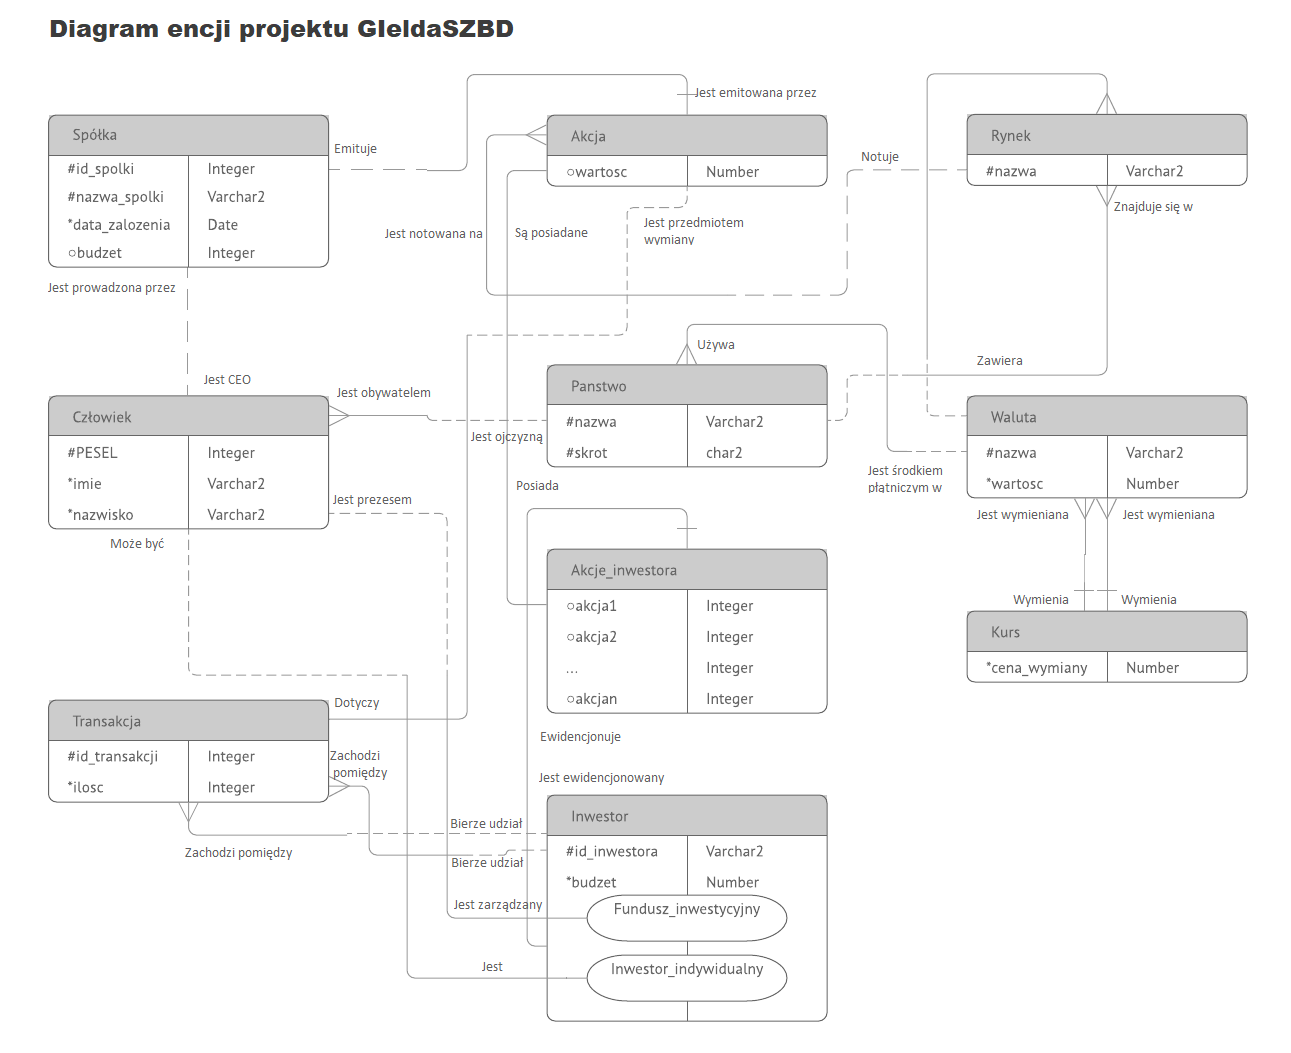 Diagram encji projektu GIełdaSZBD
Jest emitowana przez
Spółka
#id_spolki Integer
#nazwa_spolki Varchar2
*data_zalozenia Date
○budzet Integer
Emituje
Akcja
○wartosc Number
Notuje
Rynek
#nazwa Varchar2
Znajduje się w
Jest notowana na
Są posiadane
Jest przedmiotem
wymiany
Jest prowadzona przez
Jest CEO
Używa
Zawiera
Człowiek
#PESEL Integer
*imie Varchar2
*nazwisko Varchar2
Jest obywatelem
Jest ojczyzną
Panstwo
#nazwa Varchar2
#skrot char2
Waluta
#nazwa Varchar2
*wartosc Number
Jest środkiem
płątniczym w
Posiada
Jest prezesem
Może być
Jest wymieniana
Jest wymieniana
Akcje_inwestora
○akcja1 Integer
○akcja2 Integer
... Integer
○akcjan Integer
Wymienia
Wymienia
Kurs
*cena_wymiany Number
Dotyczy
Transakcja
#id_transakcji Integer
*ilosc Integer
Zachodzi
pomiędzy
Zachodzi pomiędzy
Ewidencjonuje
Jest ewidencjonowany
Bierze udział
Bierze udział
Inwestor
#id_inwestora Varchar2
*budzet Number
Jest zarządzany
Fundusz_inwestycyjny
Jest
Inwestor_indywidualny